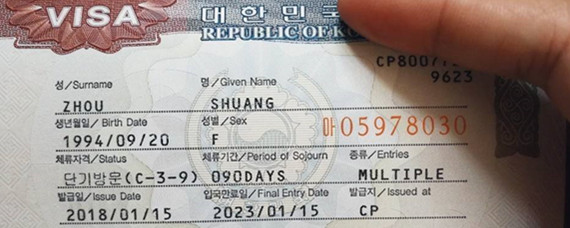 VISA 대한민국
REPUBLIC OF
CP8007
9623
성/Surname 명/Given Name
ZHOU SHUANG
생년월일/Birth Date 성별/Sex
1994/09/20 F 마05978030
체류자격/Status 체류기간/Period of Sojourn 종류/Entries
단기방문(C-3-9) 090DAYS MULTIPLE
발급일/Issue Date 입국만료일/Final Entry Date 발급지/Issued at
2018/01/15 2023/01/15 CP